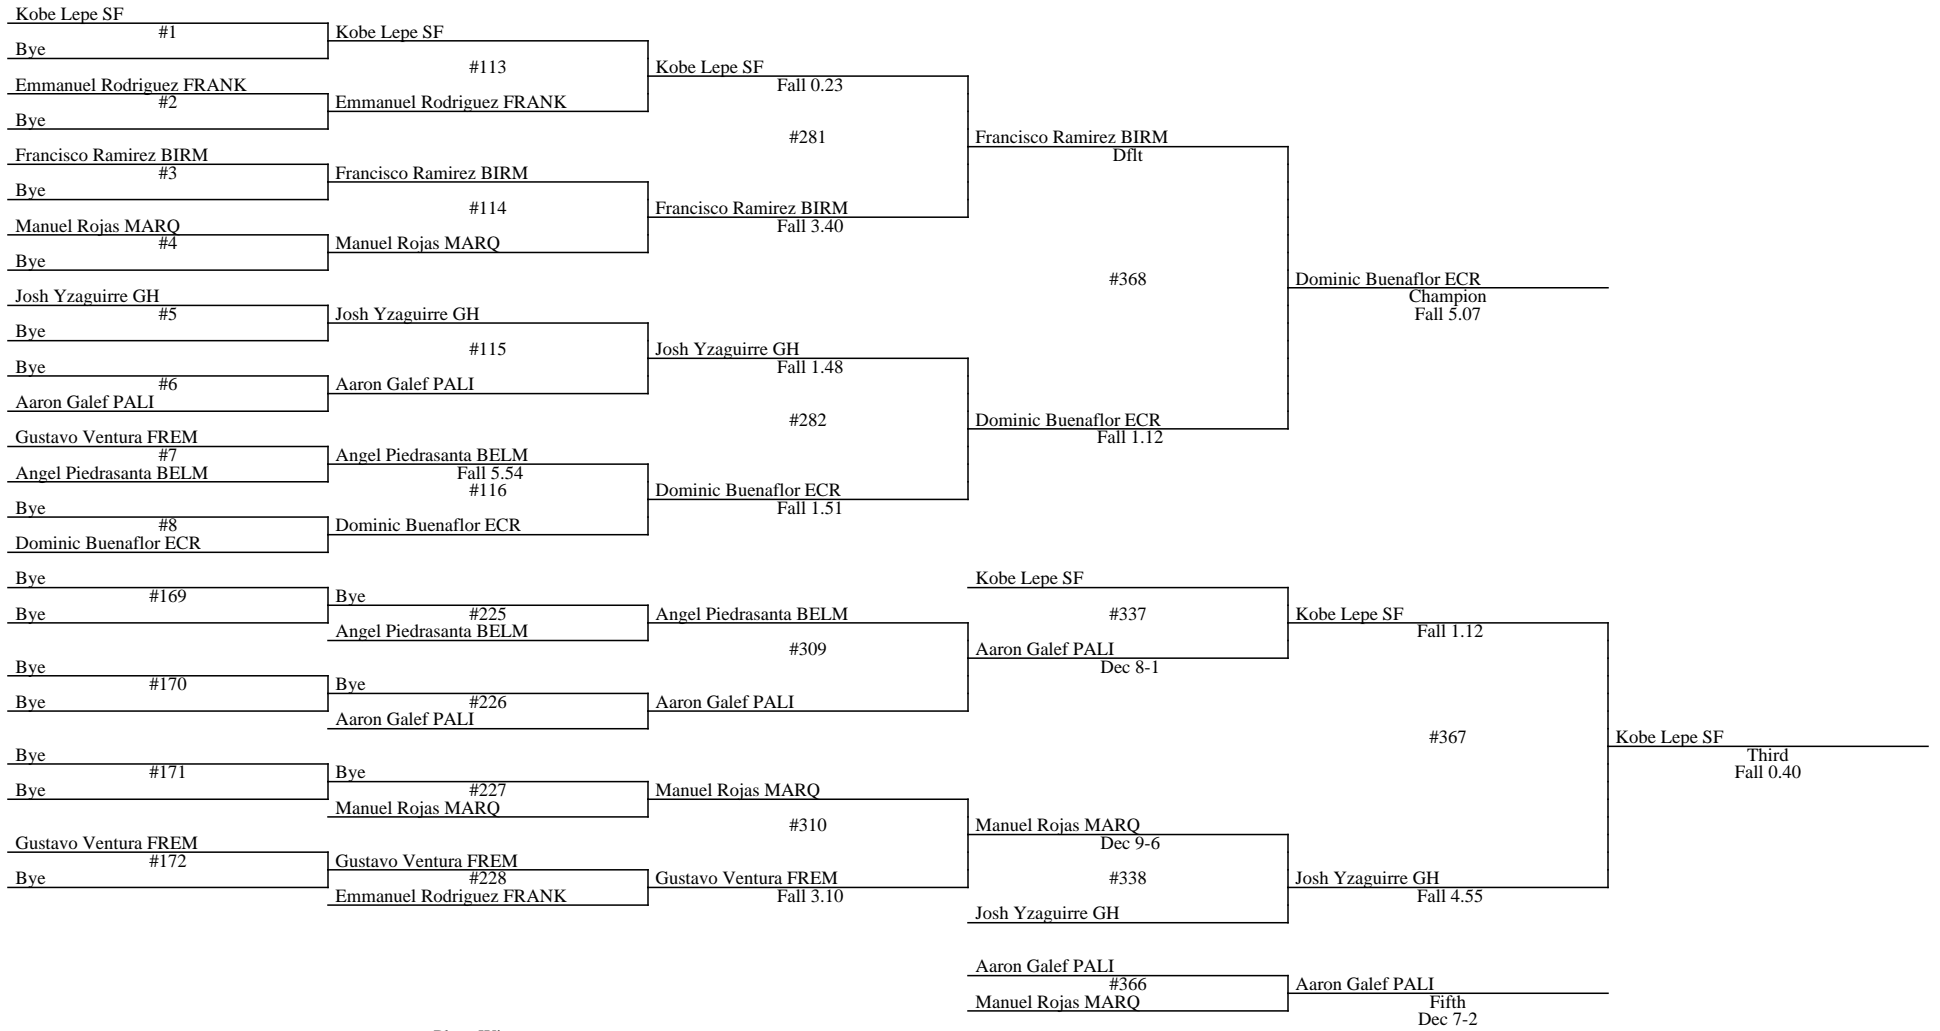 Kobe Lepe SF
#1
Bye
Kobe Lepe SF
#113
Emmanuel Rodriguez FRANK
#2
Bye
Emmanuel Rodriguez FRANK
Kobe Lepe SF
Fall 0.23
#281
Francisco Ramirez BIRM
#3
Bye
Francisco Ramirez BIRM
#114
Manuel Rojas MARQ
#4
Bye
Manuel Rojas MARQ
Francisco Ramirez BIRM
Fall 3.40
Francisco Ramirez BIRM
Dflt
#368
Josh Yzaguirre GH
#5
Bye
Josh Yzaguirre GH
#115
Bye
#6
Aaron Galef PALI
Aaron Galef PALI
Josh Yzaguirre GH
Fall 1.48
#282
Gustavo Ventura FREM
#7
Angel Piedrasanta BELM
Angel Piedrasanta BELM
Fall 5.54
#116
Bye
#8
Dominic Buenaflor ECR
Dominic Buenaflor ECR
Dominic Buenaflor ECR
Fall 1.51
Dominic Buenaflor ECR
Fall 1.12
Dominic Buenaflor ECR
Champion
Fall 5.07
Bye
#169
Bye
Bye
#225
Angel Piedrasanta BELM
Angel Piedrasanta BELM
#309
Bye
#170
Bye
Bye
#226
Aaron Galef PALI
Aaron Galef PALI
Kobe Lepe SF
#337
Aaron Galef PALI
Dec 8-1
Kobe Lepe SF
Fall 1.12
#367
Bye
#171
Bye
Bye
#227
Manuel Rojas MARQ
Manuel Rojas MARQ
#310
Gustavo Ventura FREM
#172
Bye
Gustavo Ventura FREM
#228
Emmanuel Rodriguez FRANK
Gustavo Ventura FREM
Fall 3.10
Manuel Rojas MARQ
Dec 9-6
#338
Josh Yzaguirre GH
Josh Yzaguirre GH
Fall 4.55
Kobe Lepe SF
Third
Fall 0.40
Aaron Galef PALI
#366
Manuel Rojas MARQ
Aaron Galef PALI
Fifth
Dec 7-2